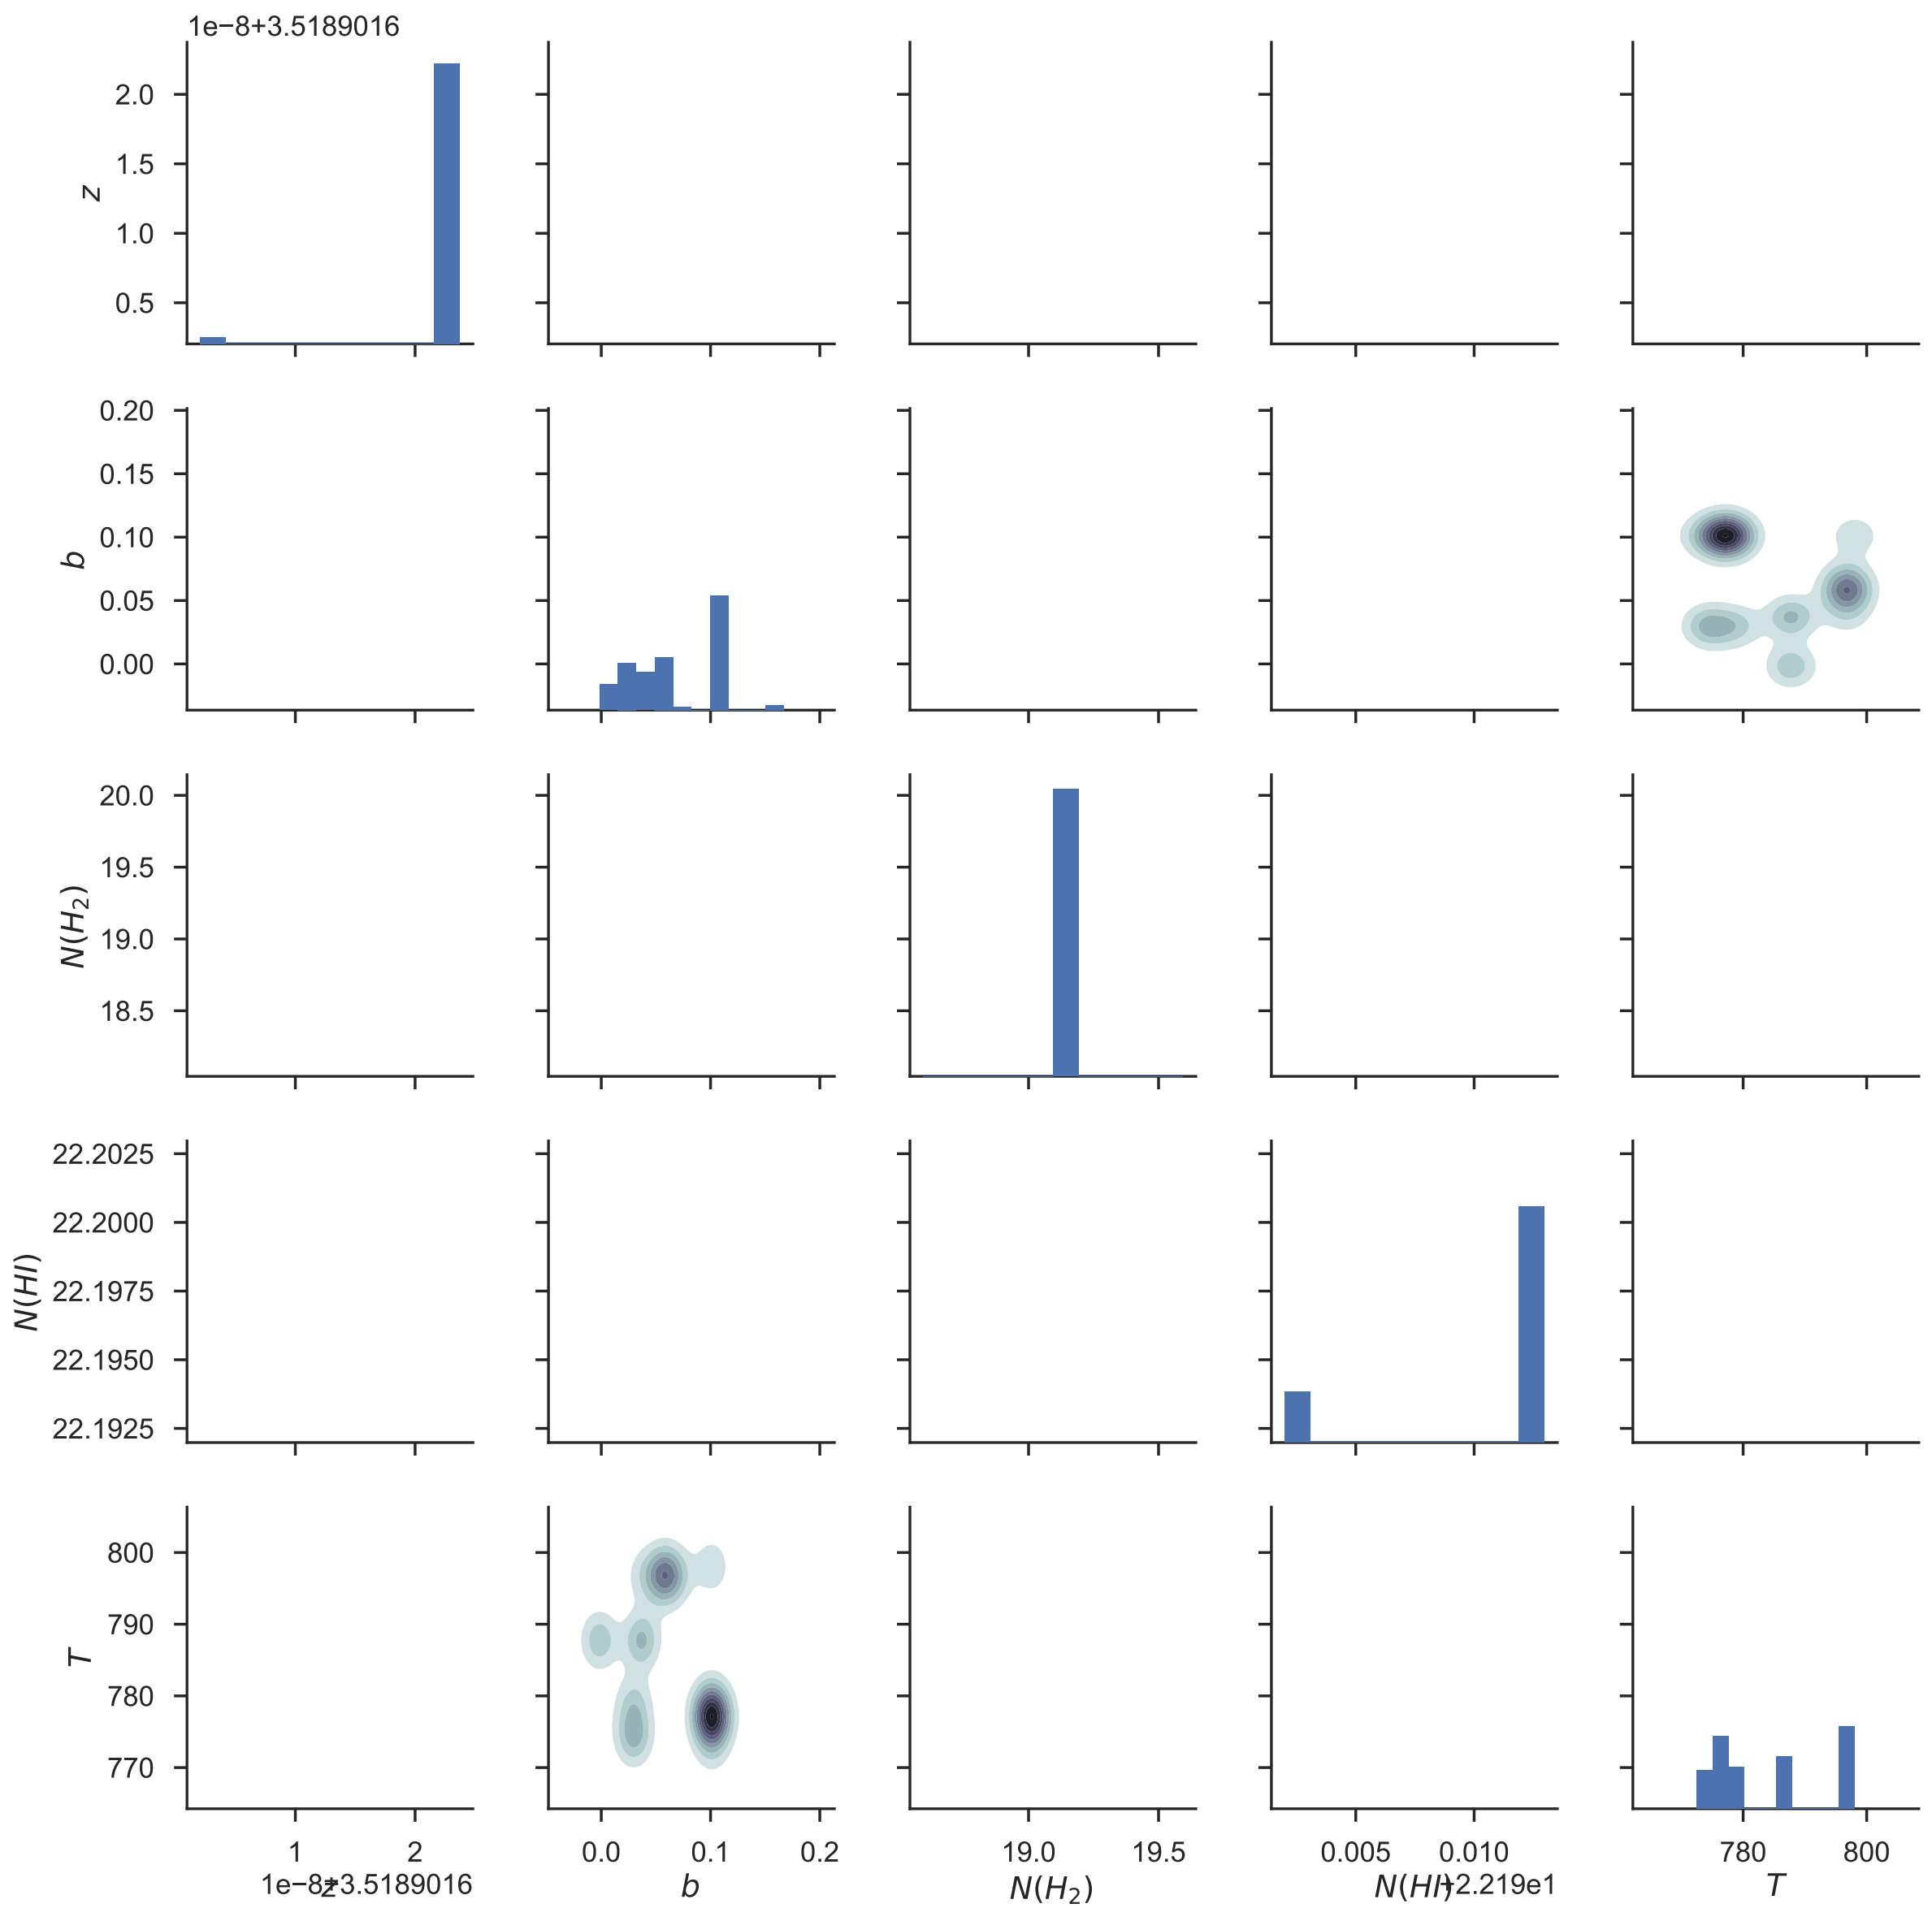 1e−8+3.5189016
2.0
1.5
z
1.0
0.5
0.20
0.15
0.10
b
0.05
0.00
20.0
19.5
N(H₂)
19.0
18.5
22.2025
22.2000
N(HI)
22.1975
22.1950
22.1925
800
790
T
780
770
1 2 0.0 0.1 0.2 19.0 19.5 0.005 0.010 780 800
1e−8+3.5189016 +2.219e1
z b N(H₂) N(HI) T